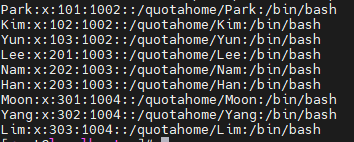 Park:x:101:1002::/quotahome/Park:/bin/bash
Kim:x:102:1002::/quotahome/Kim:/bin/bash
Yun:x:103:1002::/quotahome/Yun:/bin/bash
Lee:x:201:1003::/quotahome/Lee:/bin/bash
Nam:x:202:1003::/quotahome/Nam:/bin/bash
Han:x:203:1003::/quotahome/Han:/bin/bash
Moon:x:301:1004::/quotahome/Moon:/bin/bash
Yang:x:302:1004::/quotahome/Yang:/bin/bash
Lim:x:303:1004::/quotahome/Lim:/bin/bash